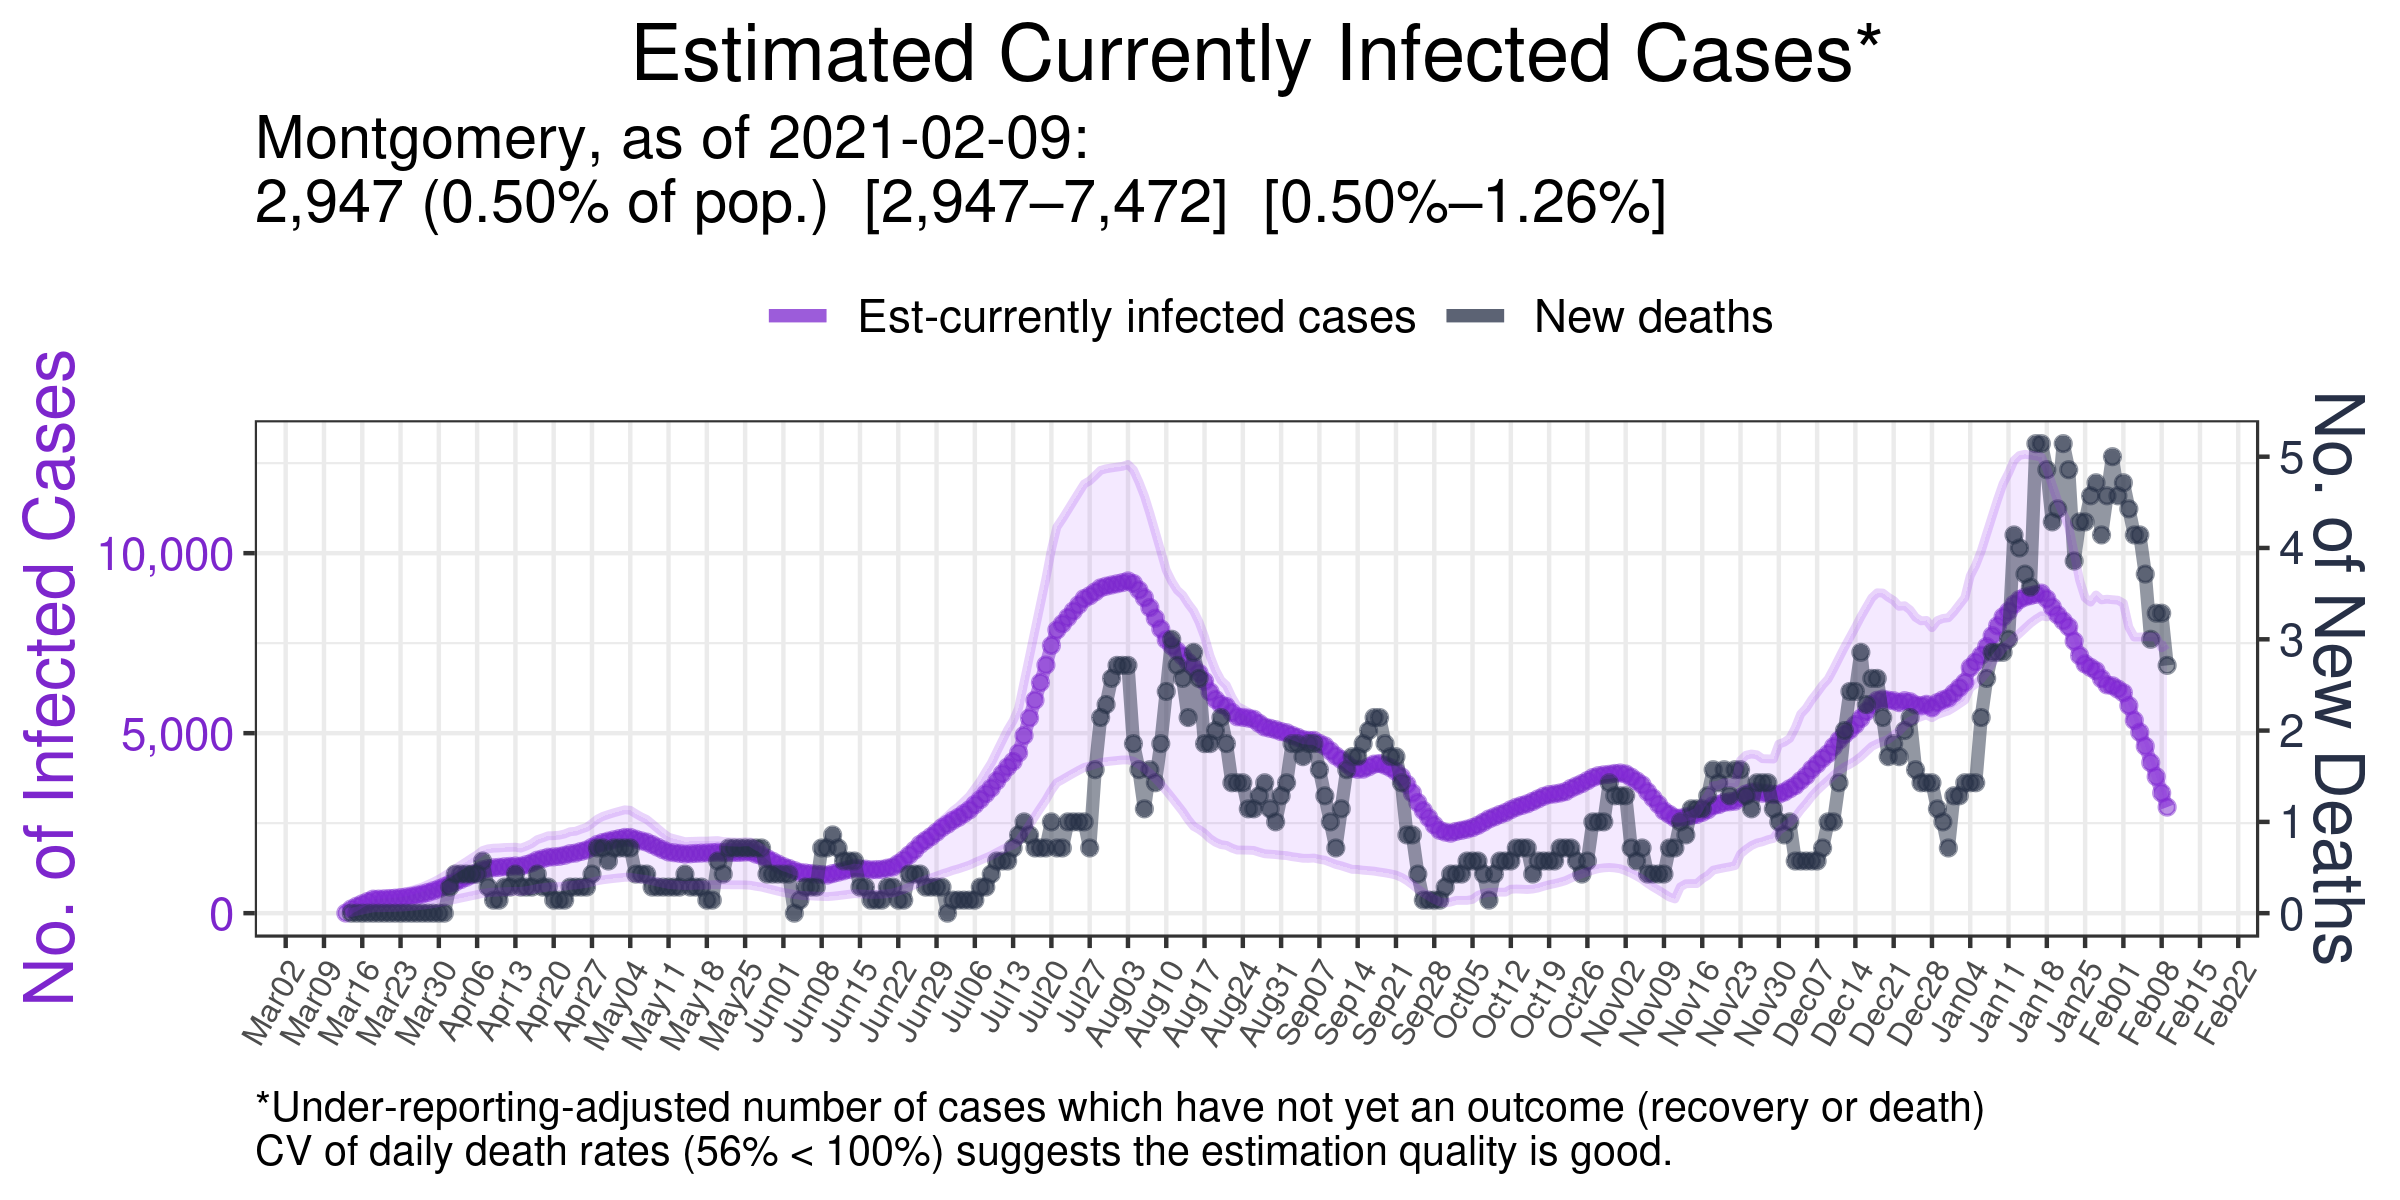 Estimated Currently Infected Cases*
Montgomery, as of 2021-02-09:
2,947 (0.50% of pop.) [2,947–7,472] [0.50%–1.26%]
Est-currently infected cases New deaths
No. of Infected Cases
10,000
5,000
0
No. of New Deaths
5
4
3
2
1
0
Mar02 Mar09 Mar16 Mar23 Mar30 Apr06 Apr13 Apr20 Apr27 May04 May11 May18 May25 Jun01 Jun08 Jun15 Jun22 Jun29 Jul06 Jul13 Jul20 Jul27 Aug03 Aug10 Aug17 Aug24 Aug31 Sep07 Sep14 Sep21 Sep28 Oct05 Oct12 Oct19 Oct26 Nov02 Nov09 Nov16 Nov23 Nov30 Dec07 Dec14 Dec21 Dec28 Jan04 Jan11 Jan18 Jan25 Feb01 Feb08 Feb15 Feb22
*Under-reporting-adjusted number of cases which have not yet an outcome (recovery or death)
CV of daily death rates (56% < 100%) suggests the estimation quality is good.